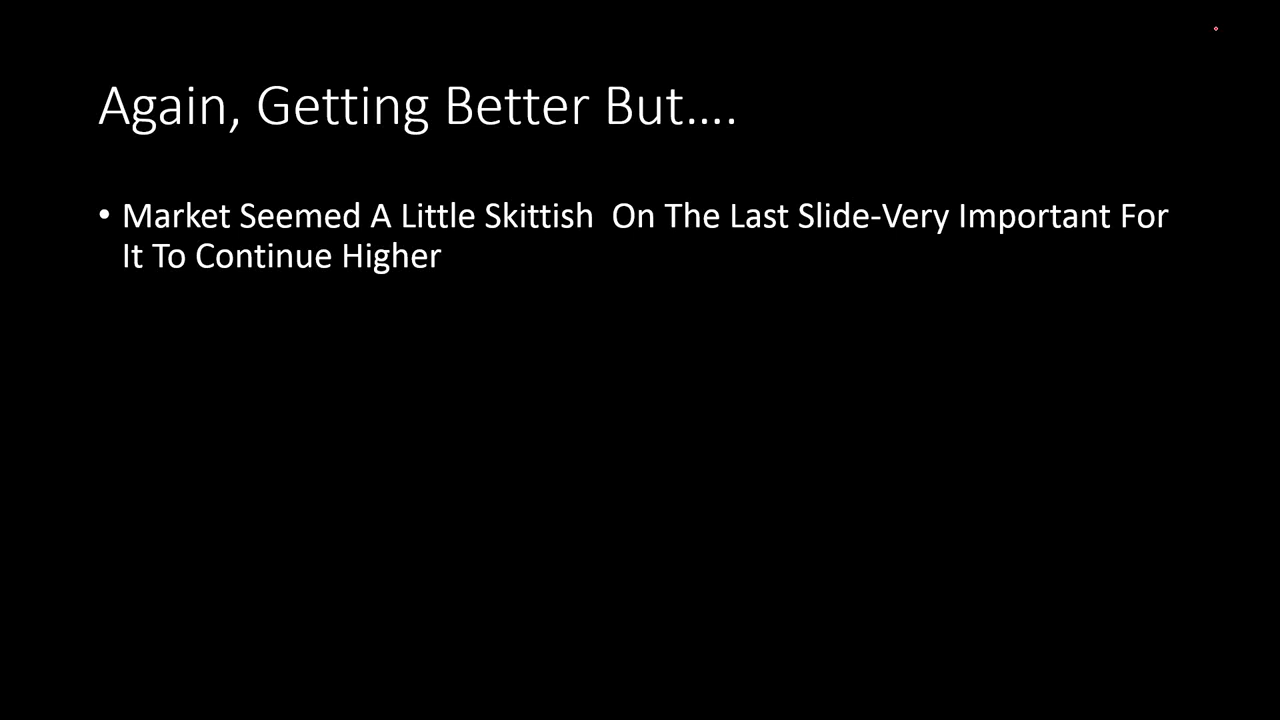 Again, Getting Better But….
• Market Seemed A Little Skittish  On The Last Slide-Very Important For
It To Continue Higher